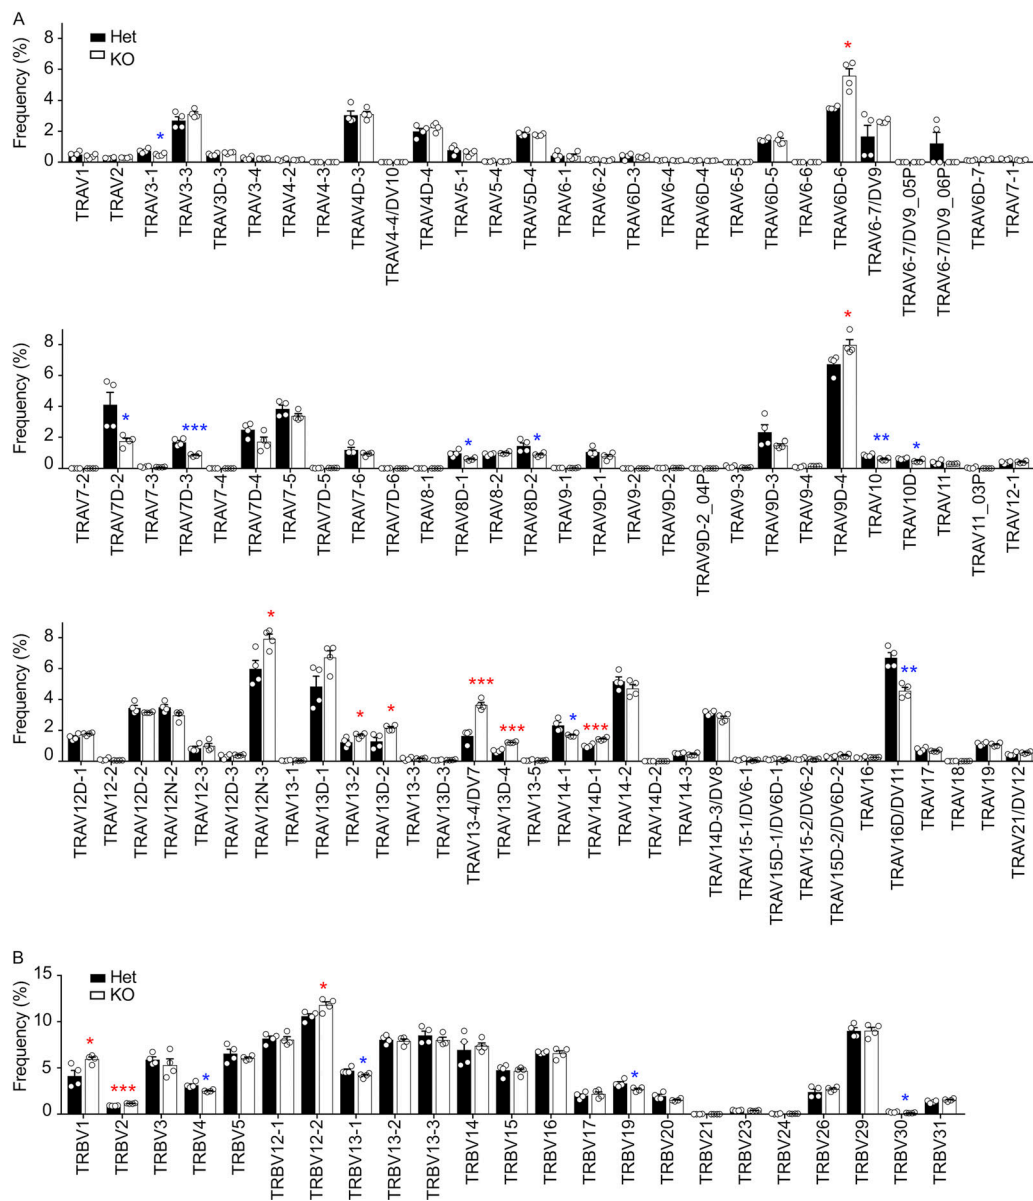 A
Frequency (%)
Het
KO
8
6
4
2
0
*
*
TRAV1
TRAV2
TRAV3-1
TRAV3-3
TRAV3D-3
TRAV3-4
TRAV4-2
TRAV4-3
TRAV4D-3
TRAV4-4/DV10
TRAV4D-4
TRAV5-1
TRAV5-4
TRAV5D-4
TRAV6-1
TRAV6-2
TRAV6D-3
TRAV6-4
TRAV6D-4
TRAV6-5
TRAV6D-5
TRAV6-6
TRAV6D-6
TRAV6-7/DV9
TRAV6-7/DV9_05P
TRAV6-7/DV9_06P
TRAV6D-7
TRAV7-1
Frequency (%)
8
6
4
2
0
*
***
*
*
*
**
*
TRAV7-2
TRAV7D-2
TRAV7-3
TRAV7D-3
TRAV7-4
TRAV7D-4
TRAV7-5
TRAV7D-5
TRAV7-6
TRAV7D-6
TRAV8-1
TRAV8D-1
TRAV8-2
TRAV8D-2
TRAV9-1
TRAV9D-1
TRAV9-2
TRAV9D-2
TRAV9D-2_04P
TRAV9-3
TRAV9D-3
TRAV9-4
TRAV9D-4
TRAV10
TRAV10D
TRAV11
TRAV11_03P
TRAV12-1
Frequency (%)
8
6
4
2
0
*
*
*
***
***
*
***
**
TRAV12D-1
TRAV12-2
TRAV12D-2
TRAV12N-2
TRAV12-3
TRAV12D-3
TRAV12N-3
TRAV13-1
TRAV13D-1
TRAV13-2
TRAV13D-2
TRAV13-3
TRAV13D-3
TRAV13-4/DV7
TRAV13D-4
TRAV13-5
TRAV14-1
TRAV14D-1
TRAV14-2
TRAV14D-2
TRAV14-3
TRAV14D-3/DV8
TRAV15-1/DV6-1
TRAV15D-1/DV6D-1
TRAV15-2/DV6-2
TRAV15D-2/DV6D-2
TRAV16
TRAV16D/DV11
TRAV17
TRAV18
TRAV19
TRAV21/DV12
B
Frequency (%)
Het
KO
15
10
5
0
*
***
*
*
*
*
*
TRBV1
TRBV2
TRBV3
TRBV4
TRBV5
TRBV12-1
TRBV12-2
TRBV13-1
TRBV13-2
TRBV13-3
TRBV14
TRBV15
TRBV16
TRBV17
TRBV19
TRBV20
TRBV21
TRBV23
TRBV24
TRBV26
TRBV29
TRBV30
TRBV31